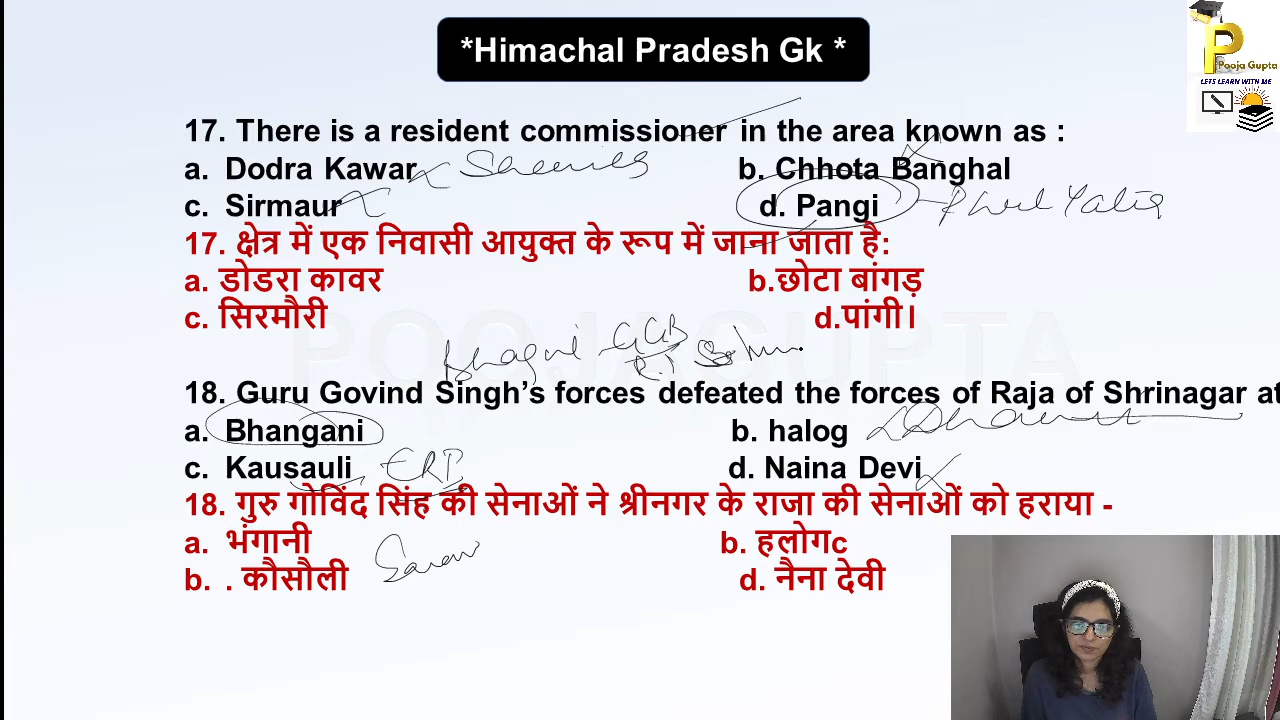 *Himachal Pradesh Gk *
Pooja Gupta
LETS LEARN WITH ME
17. There is a resident commissioner in the area known as :
a. Dodra Kawar b. Chhota Banghal
c. Sirmaur d. Pangi
17. क्षेत्र में एक निवासी आयुक्त के रूप में जाना जाता है:
a. डोडरा कावर b.छोटा बांगड़
c. सिरमौरी d.पांगी।
POOJA GUPTA
18. Guru Govind Singh’s forces defeated the forces of Raja of Shrinagar at
a. Bhangani b. halog
c. Kausauli d. Naina Devi
18. गुरु गोविंद सिंह की सेनाओं ने श्रीनगर के राजा की सेनाओं को हराया -
a. भंगानी b. हलोगc
b. . कौसौली d. नैना देवी